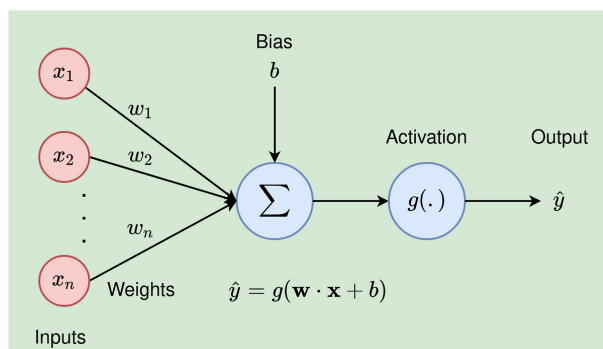 Bias
b
x₁
w₁
Activation
Output
x₂
w₂
∑
g(.)
ŷ
wₙ
xₙ
Weights
ŷ = g(w · x + b)
Inputs